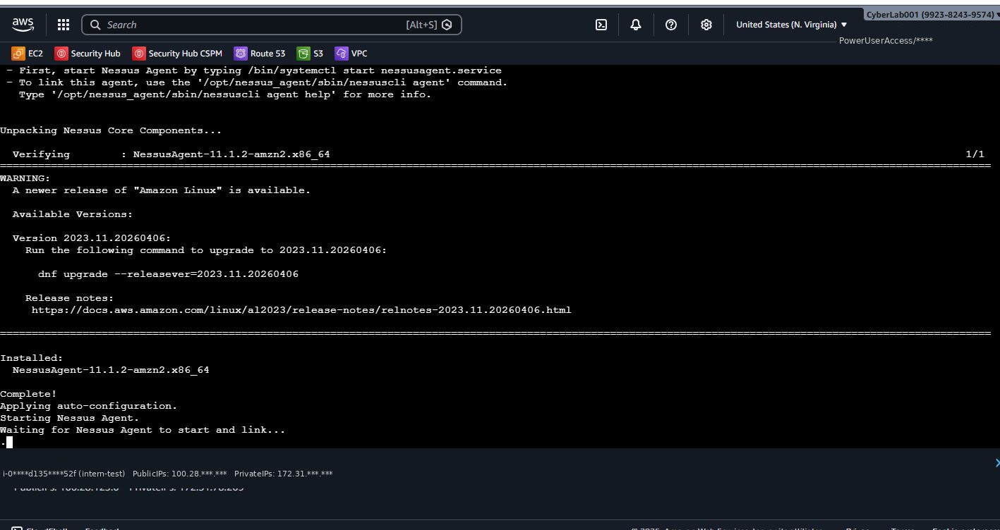 CyberLab001 (9923-8243-9574)
aws
Search [Alt+S]
United States (N. Virginia)
PowerUserAccess/****
EC2 Security Hub Security Hub CSPM Route 53 S3 VPC
- First, start Nessus Agent by typing /bin/systemctl start nessusagent.service
- To link this agent, use the '/opt/nessus_agent/sbin/nessuscli agent' command.
Type '/opt/nessus_agent/sbin/nessuscli agent help' for more info.
Unpacking Nessus Core Components...
Verifying : NessusAgent-11.1.2-amzn2.x86_64 1/1
WARNING:
A newer release of "Amazon Linux" is available.
Available Versions:
Version 2023.11.20260406:
Run the following command to upgrade to 2023.11.20260406:
dnf upgrade --releasever=2023.11.20260406
Release notes:
https://docs.aws.amazon.com/linux/al2023/release-notes/relnotes-2023.11.20260406.html
Installed:
NessusAgent-11.1.2-amzn2.x86_64
Complete!
Applying auto-configuration.
Starting Nessus Agent.
Waiting for Nessus Agent to start and link...
.
i-0****d135****52f (intern-test) PublicIPs: 100.28.***.*** PrivateIPs: 172.31.***.***